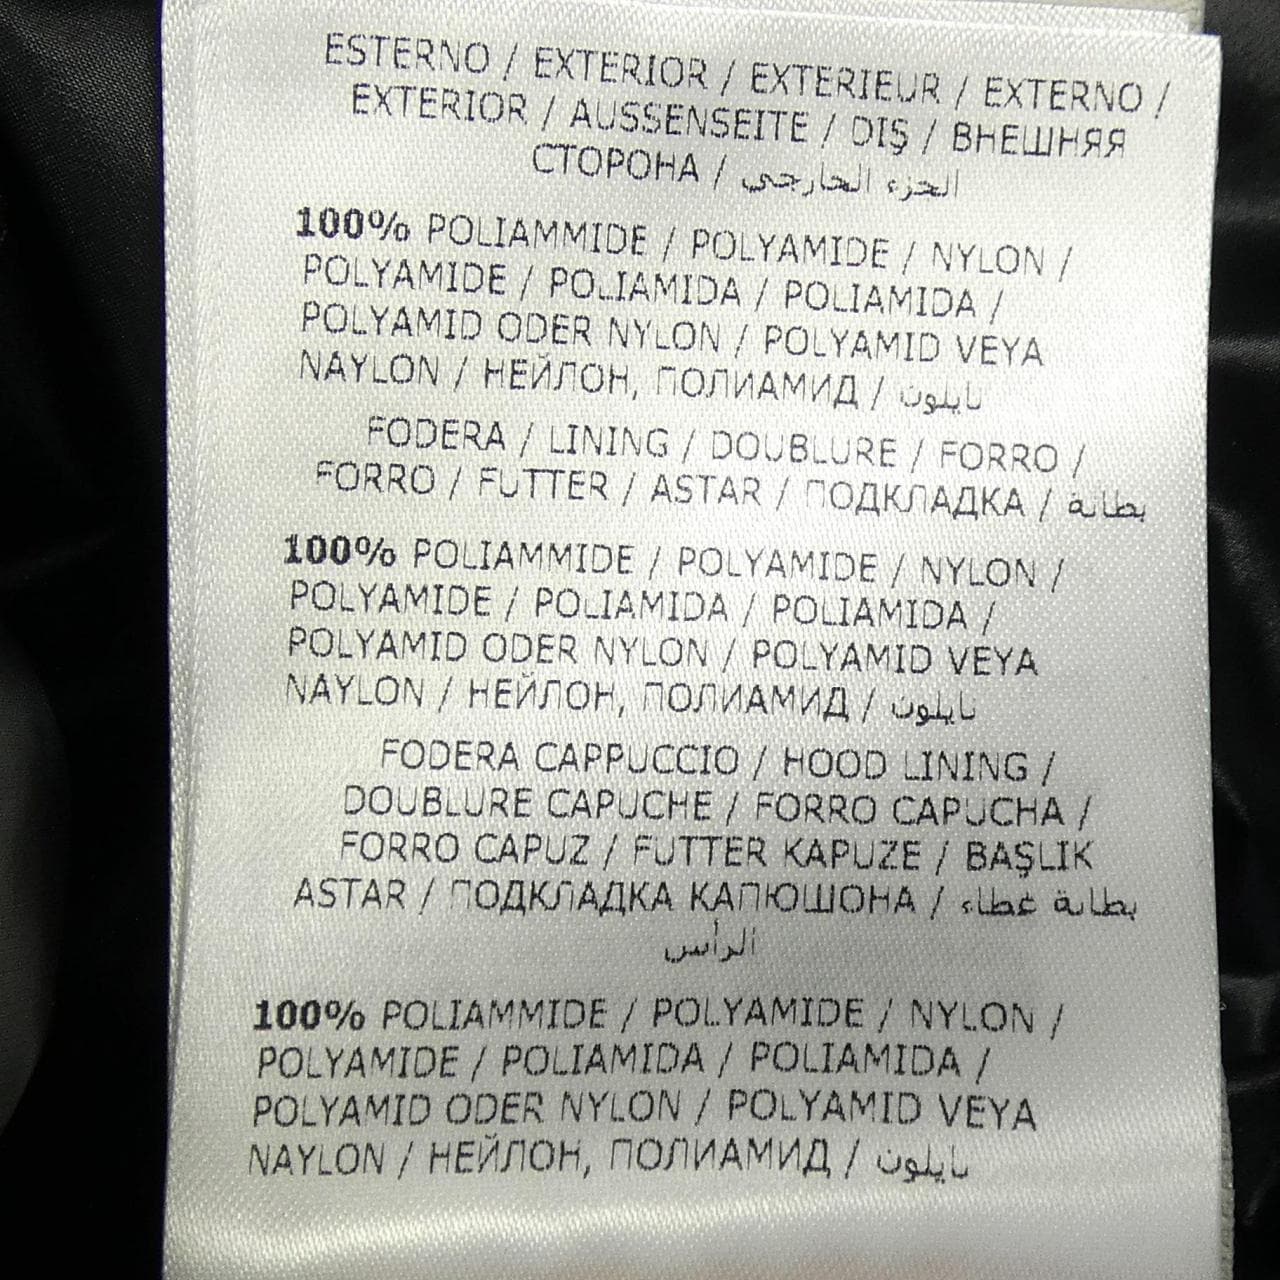 ESTERNO / EXTERIOR / EXTERIEUR / EXTERNO /
EXTERIOR / AUSSENSEITE / DIŞ / ВНЕШНЯЯ
СТОРОНА / الجزء الخارجي
100% POLIAMMIDE / POLYAMIDE / NYLON /
POLYAMIDE / POLIAMIDA / POLIAMIDA /
POLYAMID ODER NYLON / POLYAMID VEYA
NAYLON / НЕЙЛОН, ПОЛИАМИД / نايلون
FODERA / LINING / DOUBLURE / FORRO /
FORRO / FUTTER / ASTAR / ПОДКЛАДКА / بطانة
100% POLIAMMIDE / POLYAMIDE / NYLON /
POLYAMIDE / POLIAMIDA / POLIAMIDA /
POLYAMID ODER NYLON / POLYAMID VEYA
NAYLON / НЕЙЛОН, ПОЛИАМИД / نايلون
FODERA CAPPUCCIO / HOOD LINING /
DOUBLURE CAPUCHE / FORRO CAPUCHA /
FORRO CAPUZ / FUTTER KAPUZE / BAŞLIK
ASTAR / ПОДКЛАДКА КАПЮШОНА / بطانة غطاء
الرأس
100% POLIAMMIDE / POLYAMIDE / NYLON /
POLYAMIDE / POLIAMIDA / POLIAMIDA /
POLYAMID ODER NYLON / POLYAMID VEYA
NAYLON / НЕЙЛОН, ПОЛИАМИД / نايلون